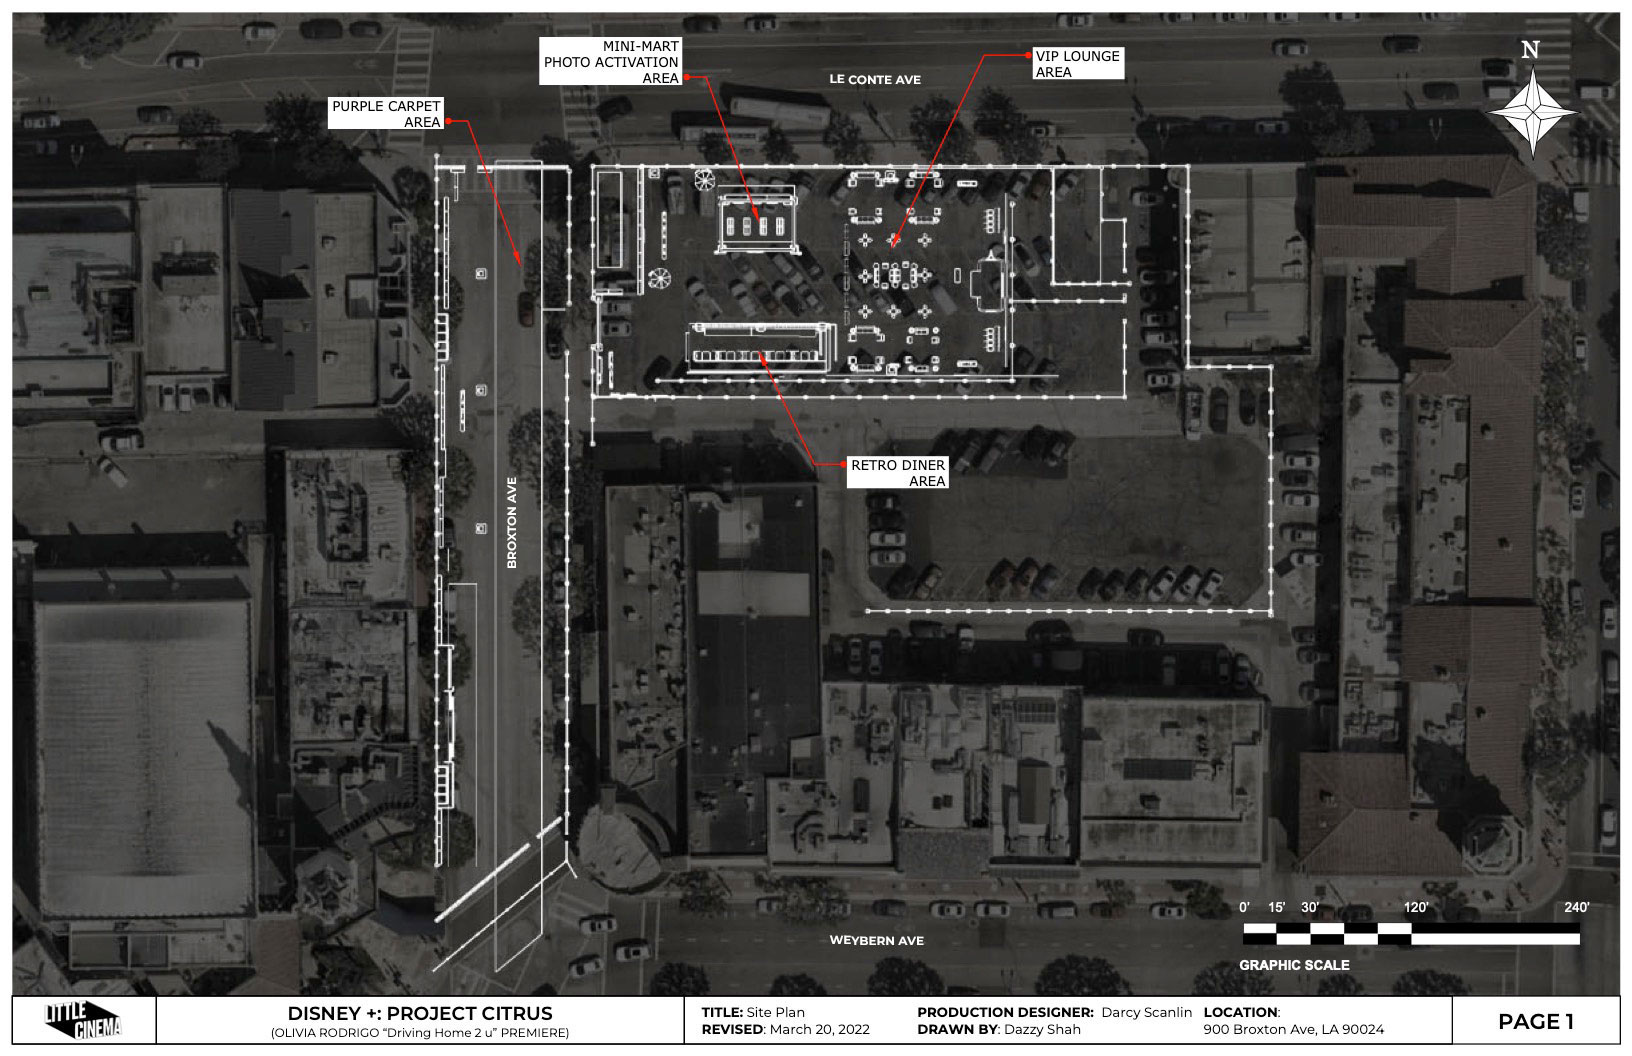 MINI-MART
PHOTO ACTIVATION
AREA
VIP LOUNGE
AREA
N
LE CONTE AVE
PURPLE CARPET
AREA
RETRO DINER
AREA
BROXTON AVE
0' 15' 30' 120' 240'
WEYBERN AVE
GRAPHIC SCALE
LITTLE
CINEMA
DISNEY +: PROJECT CITRUS
(OLIVIA RODRIGO “Driving Home 2 u” PREMIERE)
TITLE: Site Plan
REVISED: March 20, 2022
PRODUCTION DESIGNER: Darcy Scanlin
DRAWN BY: Dazzy Shah
LOCATION:
900 Broxton Ave, LA 90024
PAGE 1